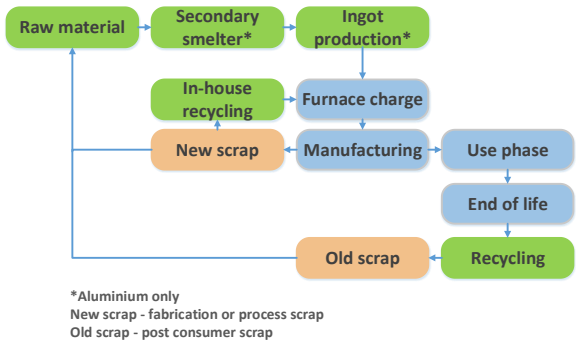 Raw material
Secondary
smelter*
Ingot
production*
In-house
recycling
Furnace charge
New scrap
Manufacturing
Use phase
End of life
Old scrap
Recycling
*Aluminium only
New scrap - fabrication or process scrap
Old scrap - post consumer scrap